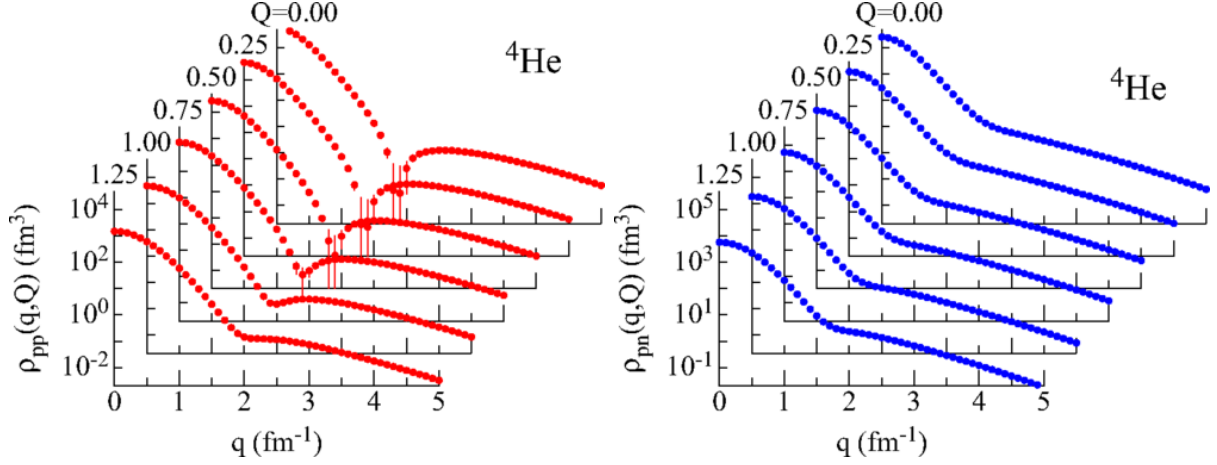 Q=0.00
0.25
0.50
0.75
1.00
1.25
⁴He
ρpp(q,Q) (fm³)
10⁴
10²
10⁰
10⁻²
0 1 2 3 4 5
q (fm⁻¹)
Q=0.00
0.25
0.50
0.75
1.00
1.25
⁴He
ρpn(q,Q) (fm³)
10⁵
10³
10¹
10⁻¹
0 1 2 3 4 5
q (fm⁻¹)